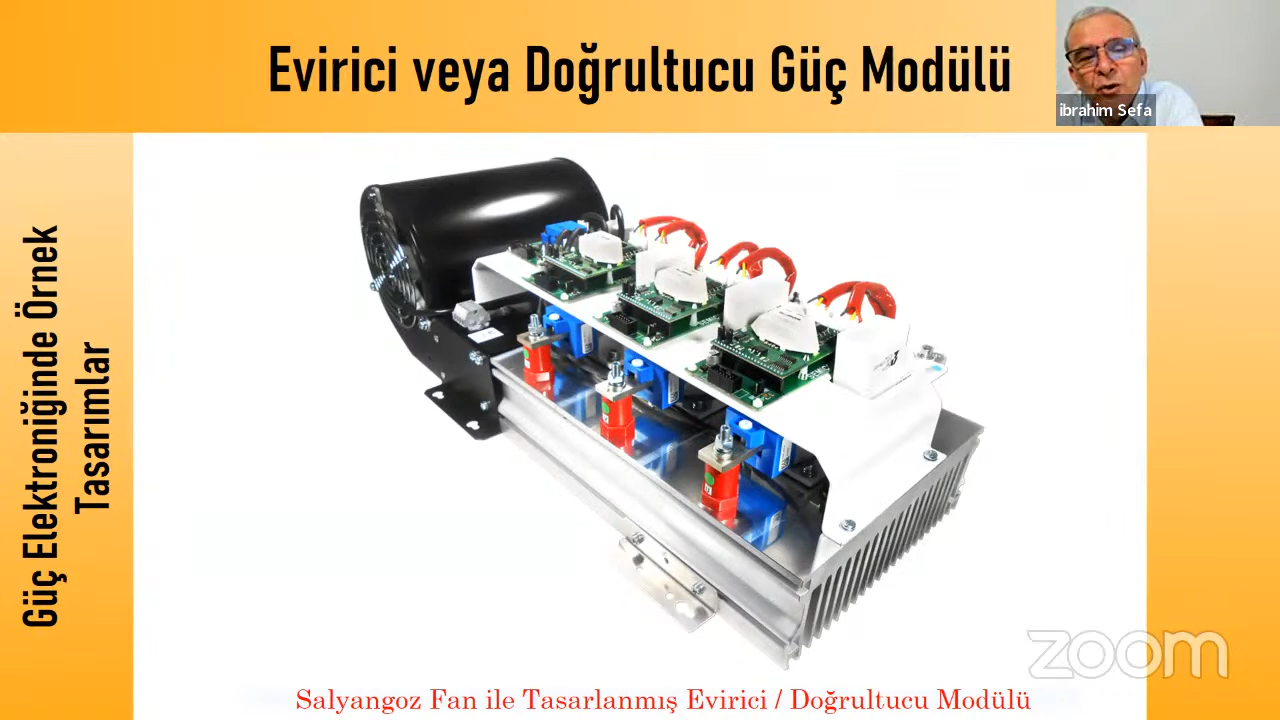 Evirici veya Doğrultucu Güç Modülü
ibrahim Sefa
Güç Elektroniğinde Örnek
Tasarımlar
zoom
Salyangoz Fan ile Tasarlanmış Evirici / Doğrultucu Modülü